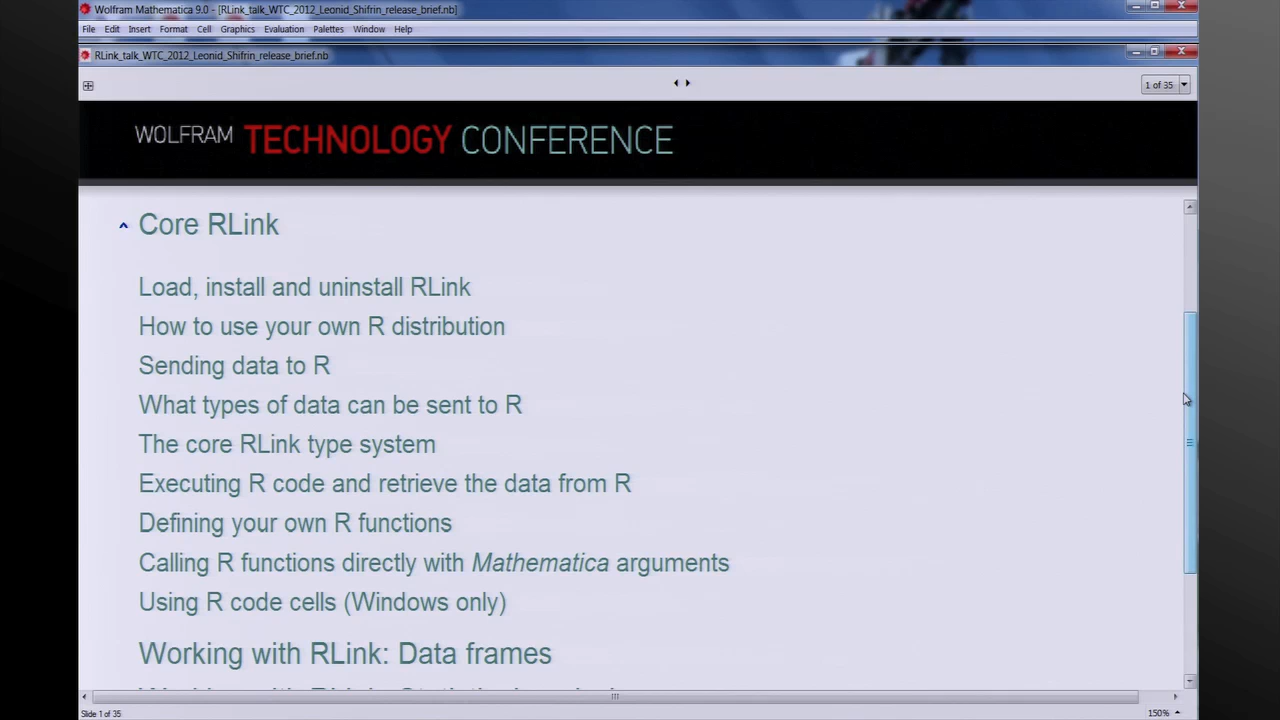 Wolfram Mathematica 9.0 - [RLink_talk_WTC_2012_Leonid_Shifrin_release_brief.nb]
File Edit Insert Format Cell Graphics Evaluation Palettes Window Help
RLink_talk_WTC_2012_Leonid_Shifrin_release_brief.nb
1 of 35
WOLFRAM TECHNOLOGY CONFERENCE
Core RLink
Load, install and uninstall RLink
How to use your own R distribution
Sending data to R
What types of data can be sent to R
The core RLink type system
Executing R code and retrieve the data from R
Defining your own R functions
Calling R functions directly with Mathematica arguments
Using R code cells (Windows only)
Working with RLink: Data frames
Slide 1 of 35
150%